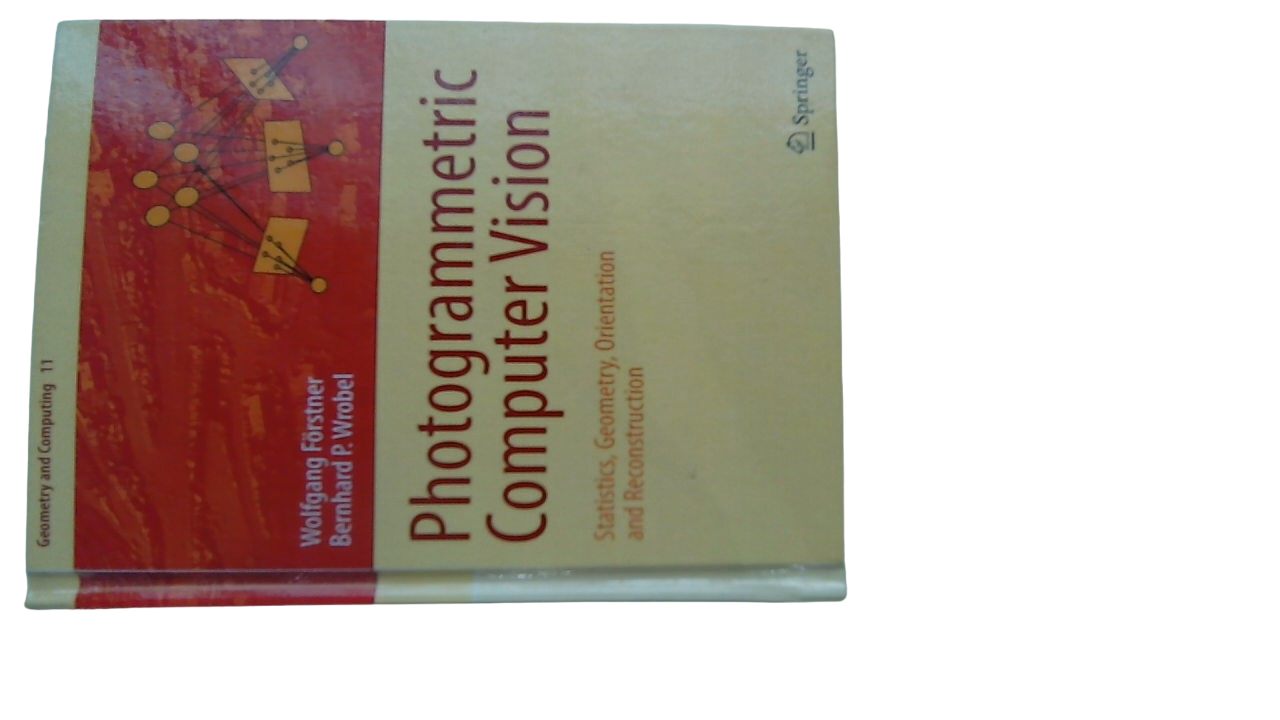 Geometry and Computing 11
Wolfgang Förstner
Bernhard P. Wrobel
Photogrammetric
Computer Vision
Statistics, Geometry, Orientation
and Reconstruction
Springer